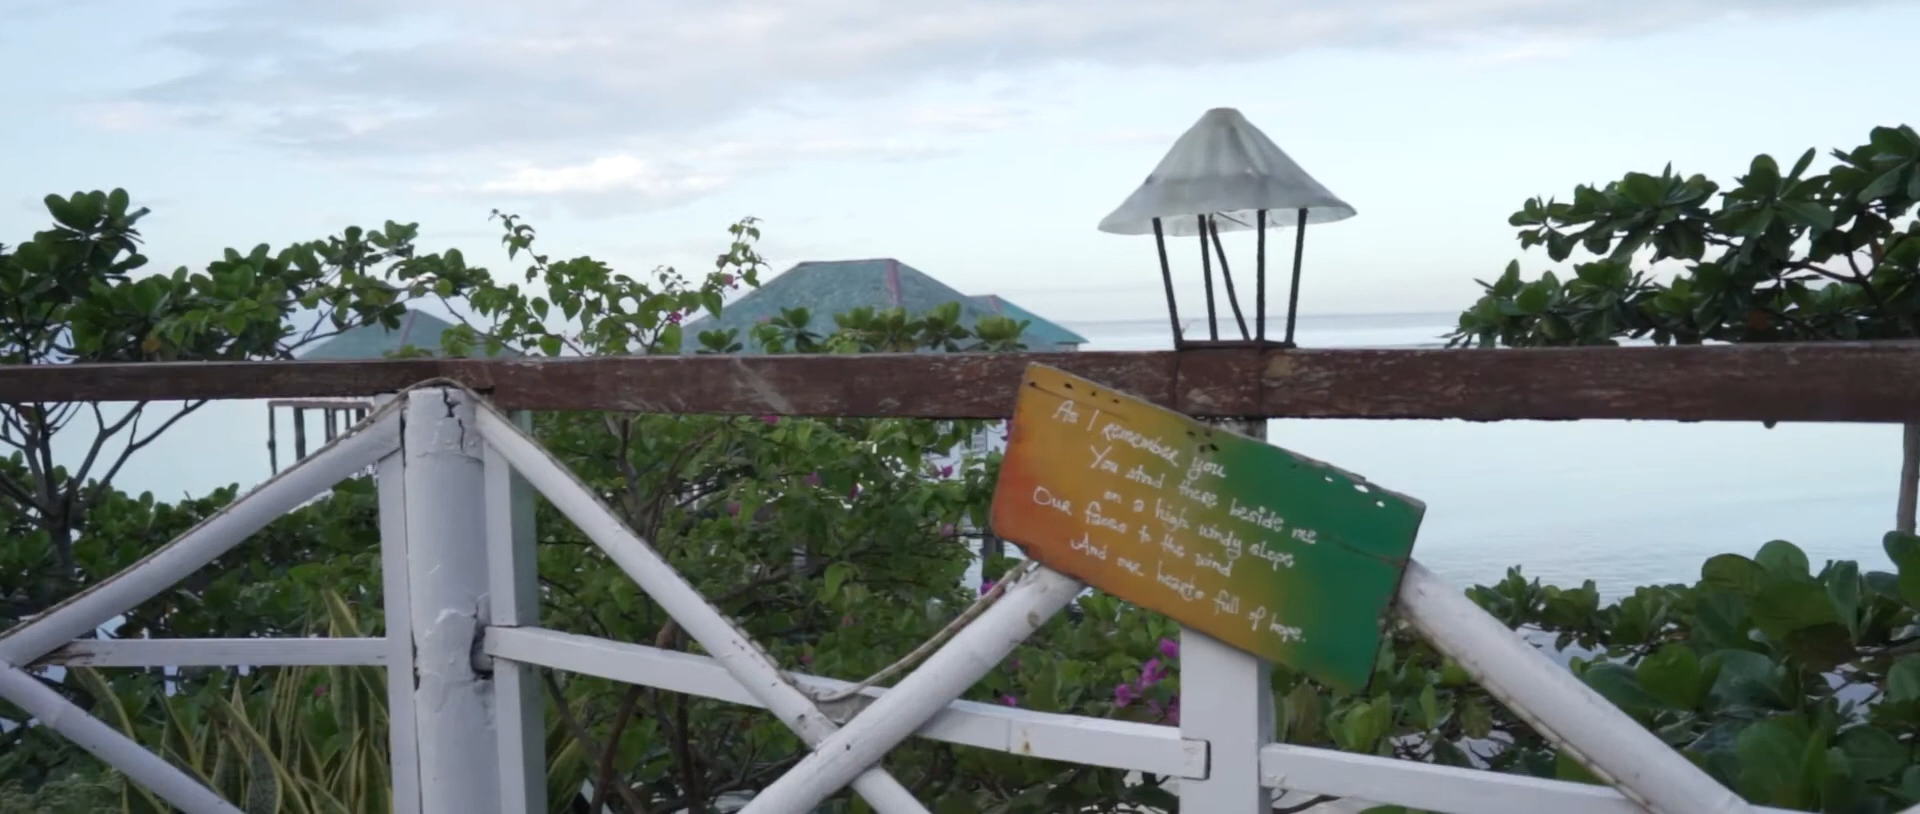 As I remember you
You stood there beside me
on a high windy slope
Our faces to the wind
And our hearts full of hope.